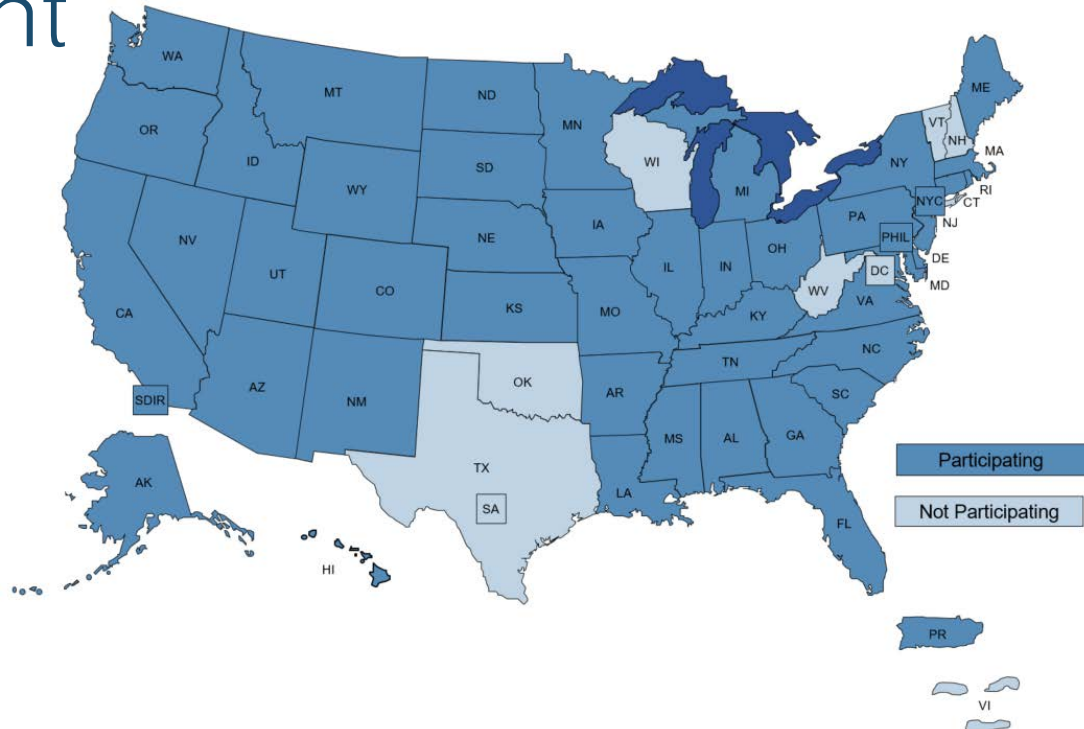 nt
WA
MT
ND
MN
ME
VT
NH
OR
ID
SD
WI
NY
MA
WY
MI
RI
CT
NYC
NJ
IA
PA
NE
PHIL
OH
NV
UT
CO
IL
IN
DE
DC
MD
WV
VA
CA
KS
MO
KY
NC
TN
AZ
NM
OK
AR
SC
SDIR
MS
AL
GA
Participating
TX
LA
AK
SA
Not Participating
FL
HI
PR
VI